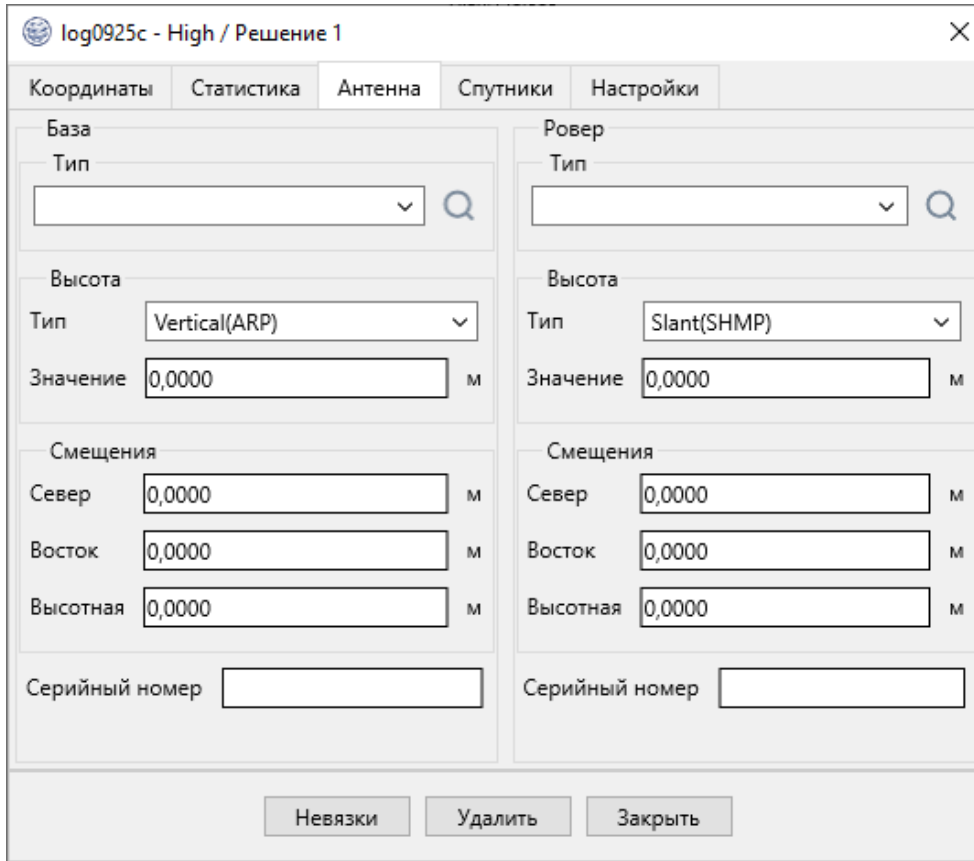 log0925c - High / Решение 1
Координаты Статистика Антенна Спутники Настройки
База Ровер
Тип Тип
Высота Высота
Тип Vertical(ARP) Тип Slant(SHMP)
Значение 0,0000 м Значение 0,0000 м
Смещения Смещения
Север 0,0000 м Север 0,0000 м
Восток 0,0000 м Восток 0,0000 м
Высотная 0,0000 м Высотная 0,0000 м
Серийный номер Серийный номер
Невязки Удалить Закрыть